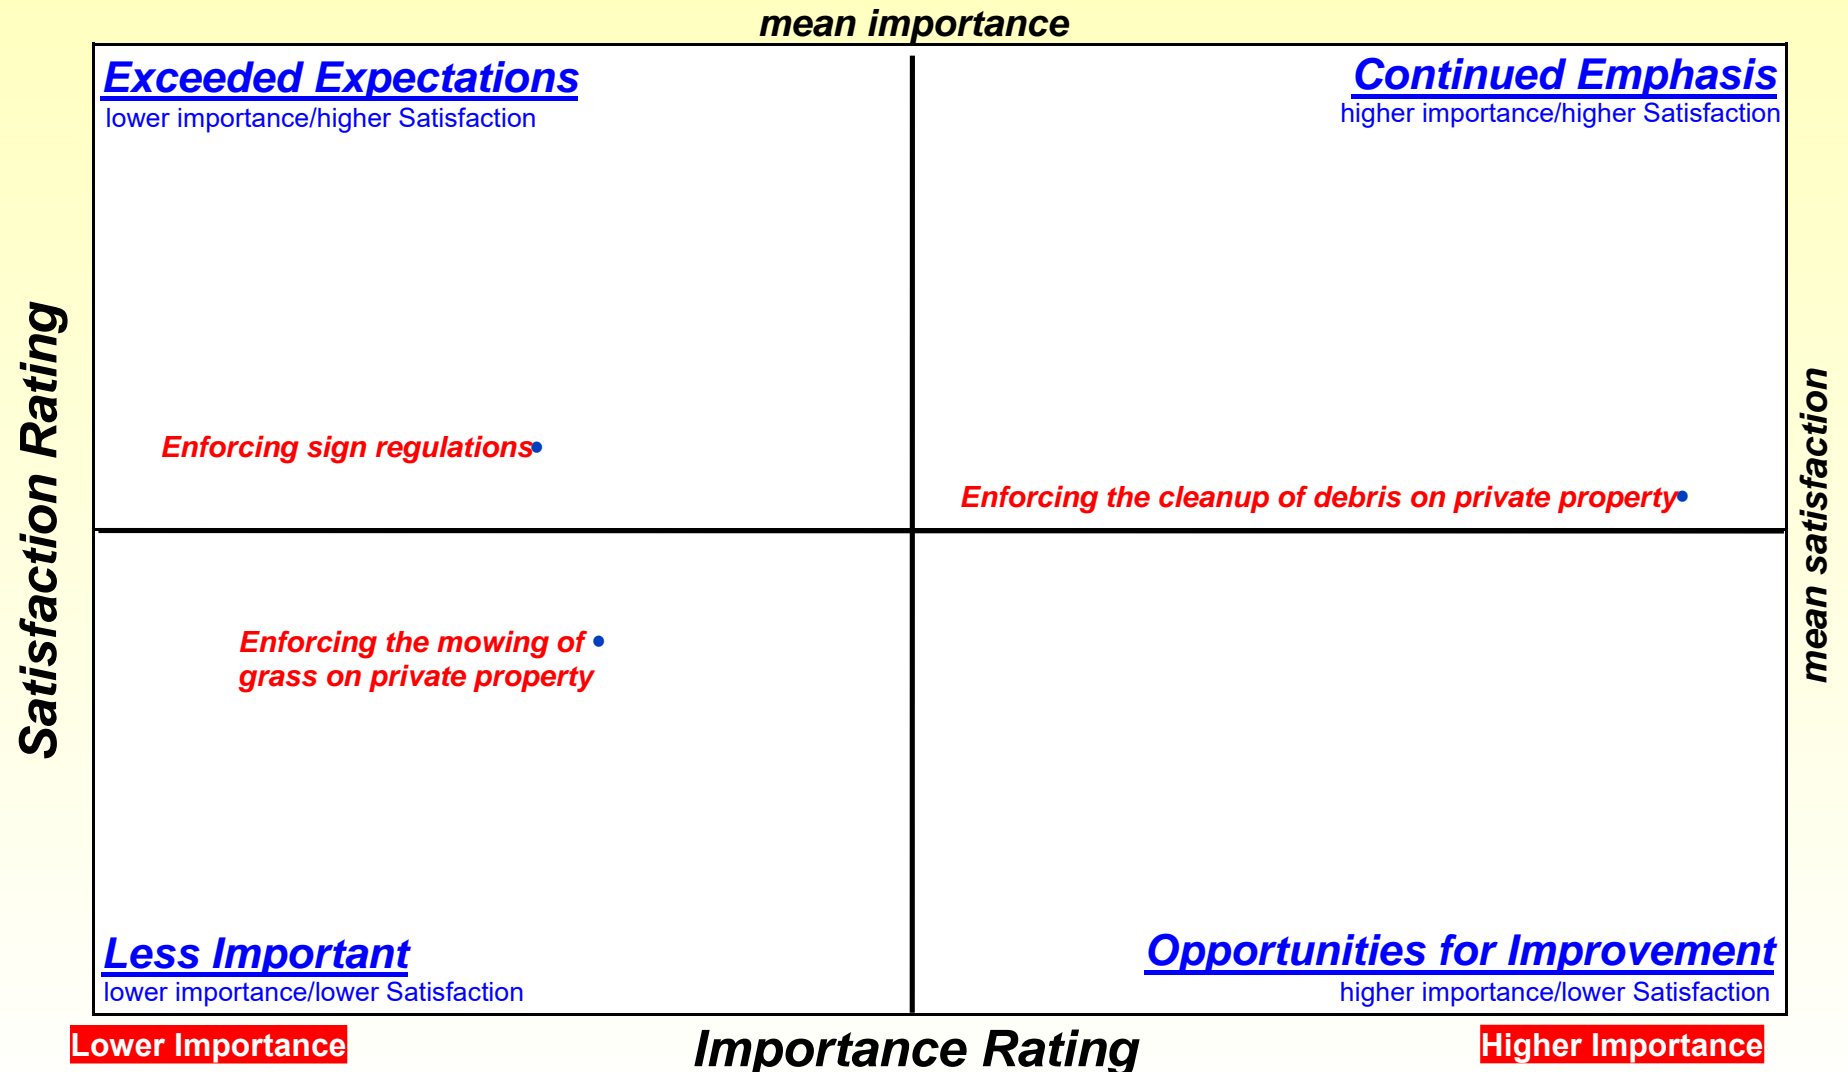 mean importance
Exceeded Expectations
lower importance/higher Satisfaction
Continued Emphasis
higher importance/higher Satisfaction
Satisfaction Rating
mean satisfaction
Enforcing sign regulations
Enforcing the cleanup of debris on private property
Enforcing the mowing of
grass on private property
Less Important
lower importance/lower Satisfaction
Opportunities for Improvement
higher importance/lower Satisfaction
Lower Importance
Importance Rating
Higher Importance